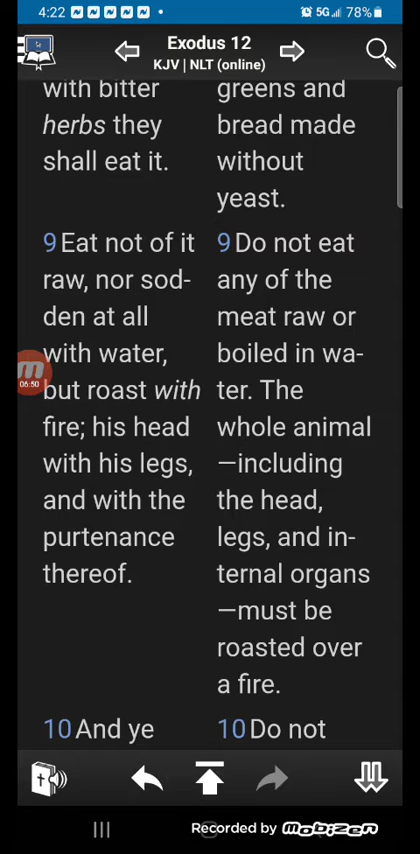 4:22 5G 78%
Exodus 12
KJV | NLT (online)
with bitter
herbs they
shall eat it.
9 Eat not of it
raw, nor sod-
den at all
with water,
but roast with
fire; his head
with his legs,
and with the
purtenance
thereof.
10 And ye
greens and
bread made
without
yeast.
9 Do not eat
any of the
meat raw or
boiled in wa-
ter. The
whole animal
—including
the head,
legs, and in-
ternal organs
—must be
roasted over
a fire.
10 Do not
m
06:50
Recorded by mobizen